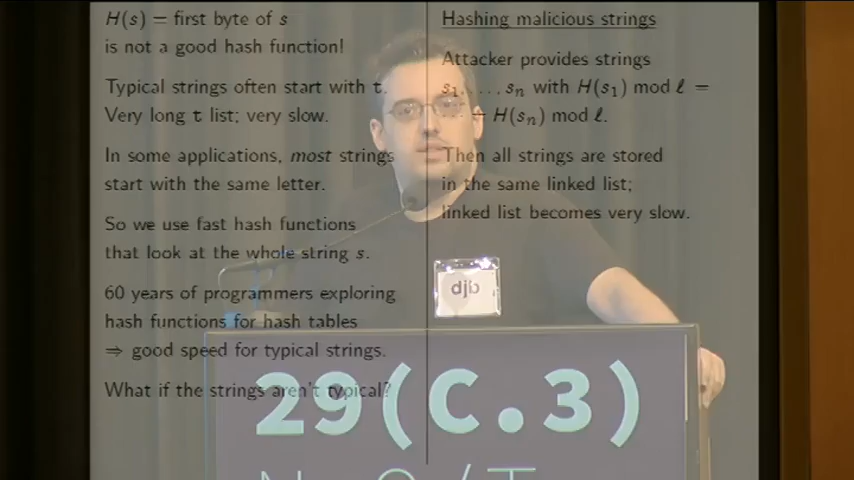 H(s) = first byte of s
is not a good hash function!
Typical strings often start with t.
Very long t list; very slow.
In some applications, most strings
start with the same letter.
So we use fast hash functions
that look at the whole string s.
60 years of programmers exploring
hash functions for hash tables
⇒ good speed for typical strings.
What if the strings aren't typical?
Hashing malicious strings
Attacker provides strings
s₁, . . . , sₙ with H(s₁) mod ℓ =
· · · = H(sₙ) mod ℓ.
Then all strings are stored
in the same linked list;
linked list becomes very slow.
djb
29(C.3)